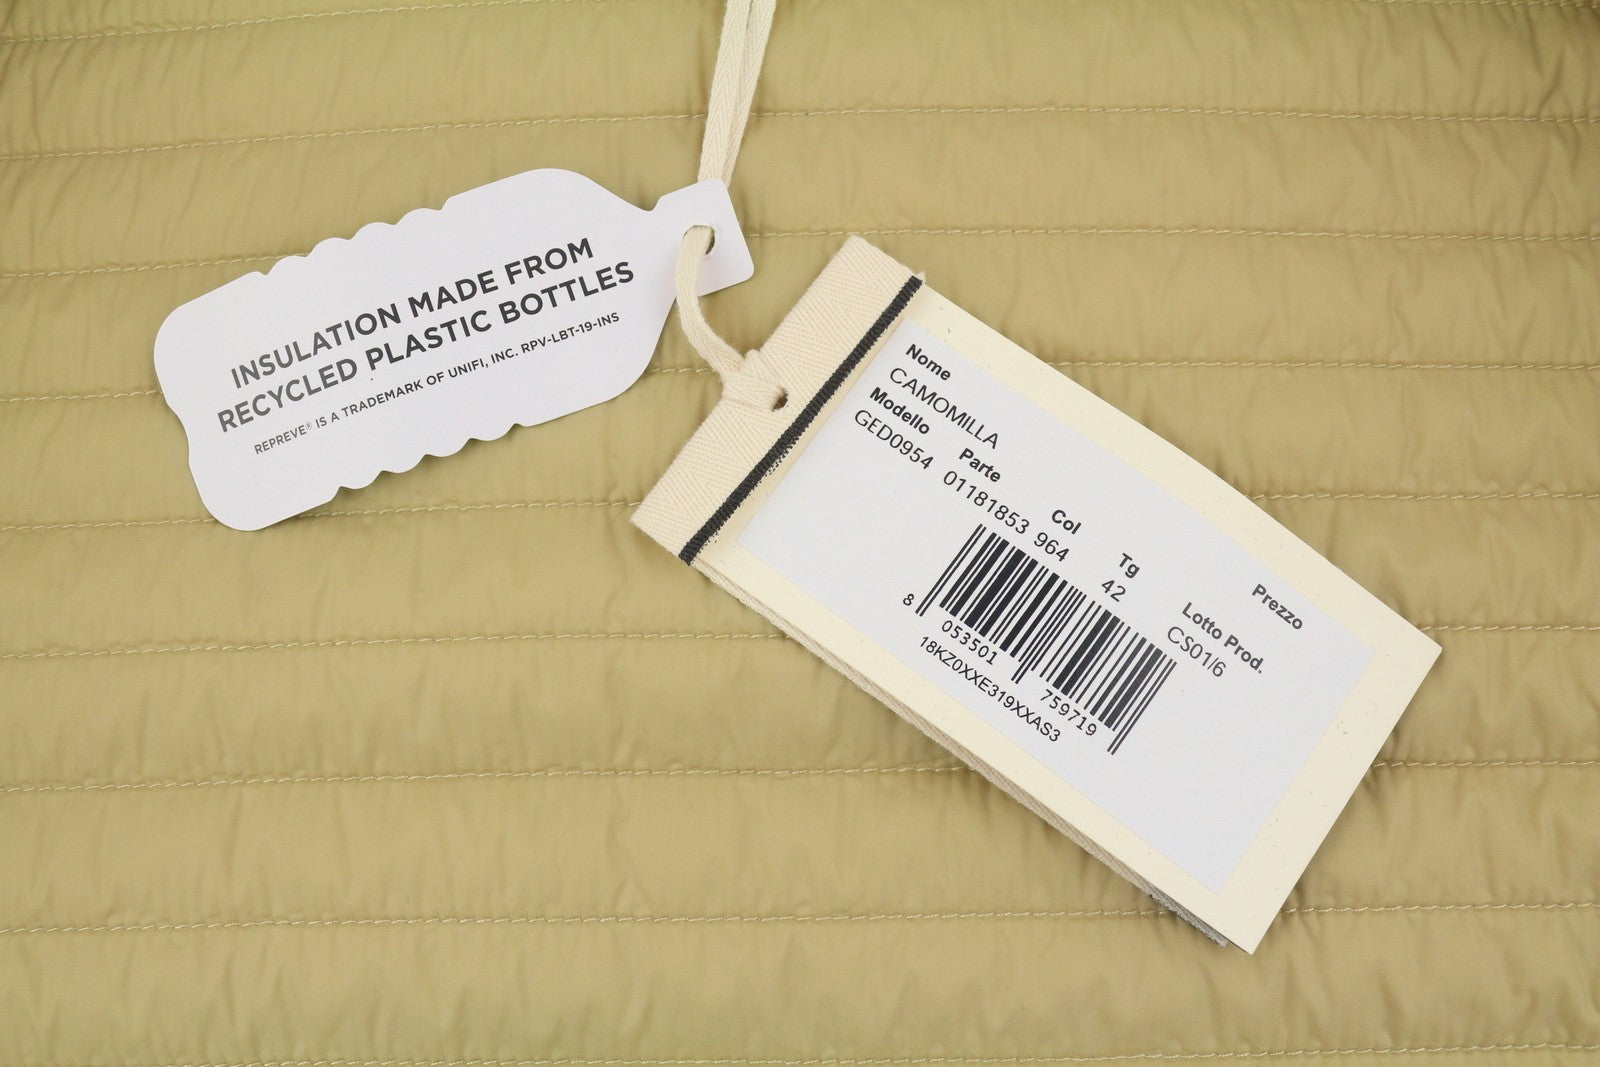 INSULATION MADE FROM
RECYCLED PLASTIC BOTTLES
REPREVE® IS A TRADEMARK OF UNIFI, INC. RPV-LBT-19-INS
Nome
CAMOMILLA
Modello Parte Col Tg Prezzo
GED0954 01181853 964 42
Lotto Prod.
CS01/6
8 053501 759719
18KZ0XXE319XXAS3